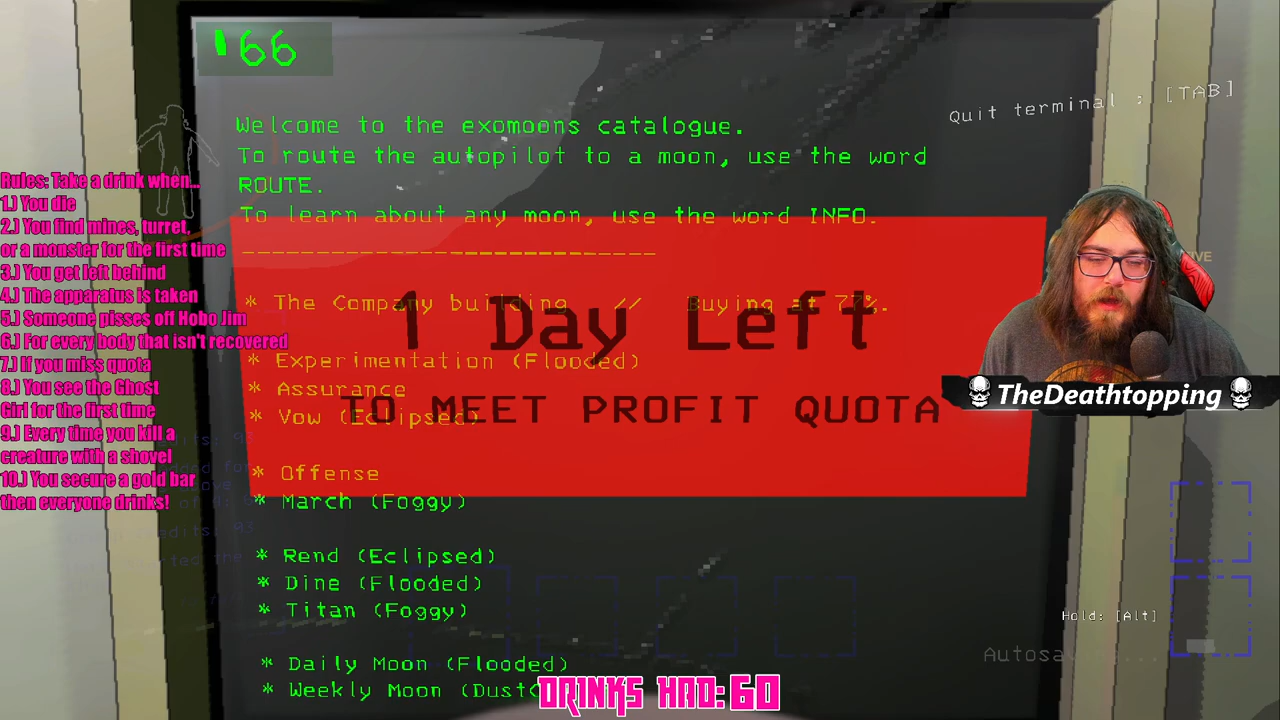 '66
Quit terminal : [TAB]
Welcome to the exomoons catalogue.
To route the autopilot to a moon, use the word
ROUTE.
To learn about any moon, use the word INFO.
* The Company building // Buying at 77%.
1 Day Left
TO MEET PROFIT QUOTA
* Experimentation (Flooded)
* Assurance
* Vow (Eclipsed)
* Offense
* March (Foggy)
* Rend (Eclipsed)
* Dine (Flooded)
* Titan (Foggy)
* Daily Moon (Flooded)
* Weekly Moon
Rules: Take a drink when...
1.) You die
2.) You find mines, turret,
or a monster for the first time
3.) You get left behind
4.) The apparatus is taken
5.) Someone pisses off Hobo Jim
6.) For every body that isn't recovered
7.) If you miss quota
8.) You see the Ghost
Girl for the first time
9.) Every time you kill a
creature with a shovel
10.) You secure a gold bar
then everyone drinks!
TheDeathtopping
Hold: [Alt]
DRINKS HAD: 60